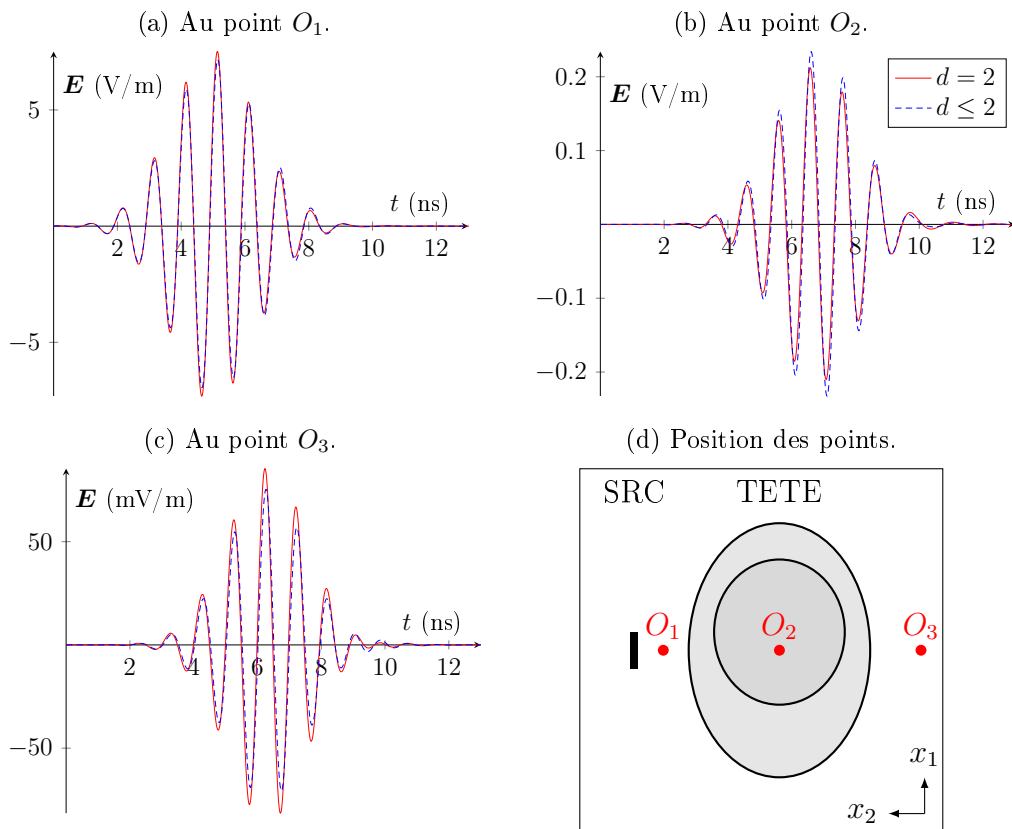 (a) Au point O₁.
E (V/m)
5
−5
t (ns)
2 4 6 8 10 12
(b) Au point O₂.
E (V/m)
0.2
0.1
−0.1
−0.2
d = 2
d ≤ 2
t (ns)
2 4 6 8 10 12
(c) Au point O₃.
E (mV/m)
50
−50
t (ns)
2 4 6 8 10 12
(d) Position des points.
SRC TETE
O₁ O₂ O₃
x₁
x₂